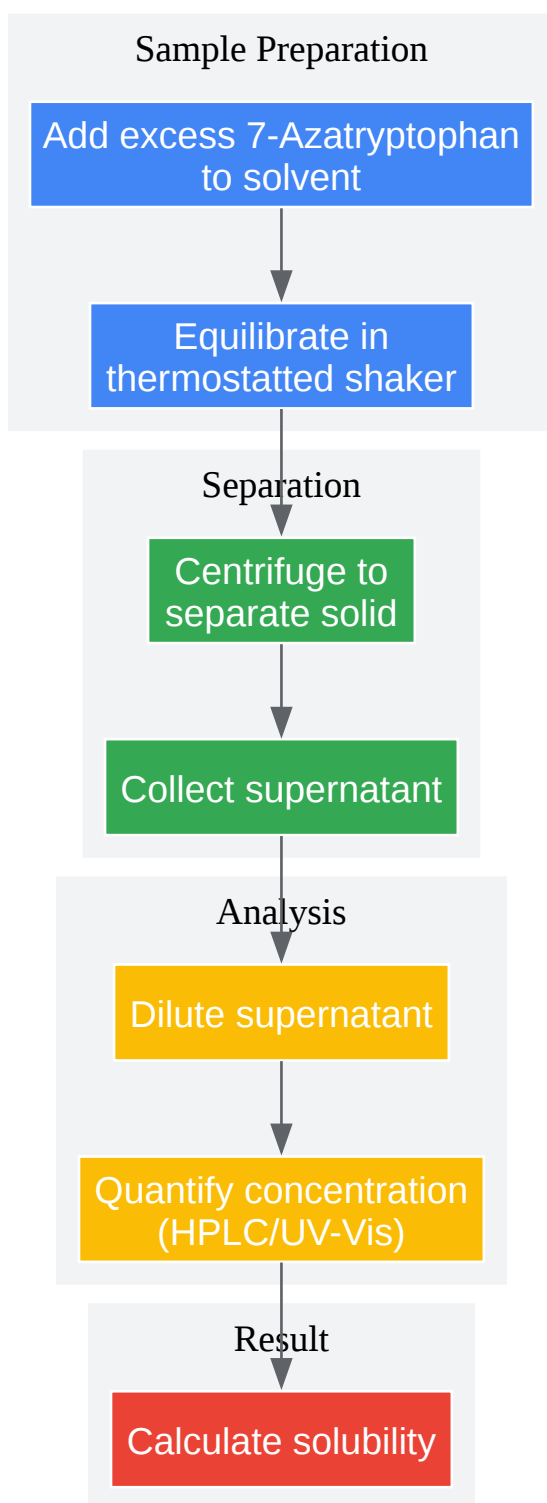 Sample Preparation
Add excess 7-Azatryptophan
to solvent
Equilibrate in
thermostatted shaker
Separation
Centrifuge to
separate solid
Collect supernatant
Analysis
Dilute supernatant
Quantify concentration
(HPLC/UV-Vis)
Result
Calculate solubility